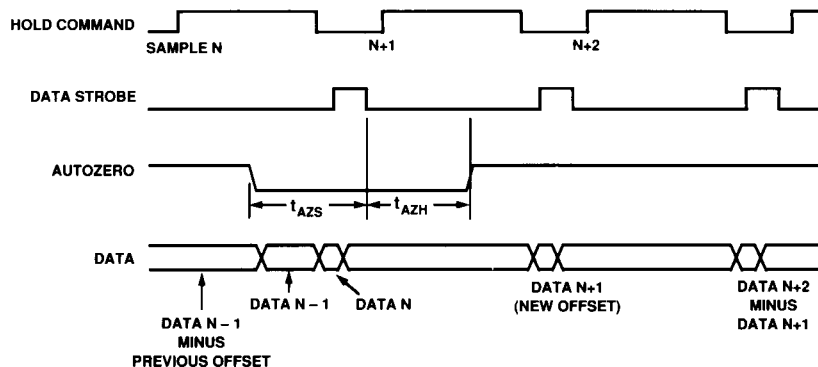 HOLD COMMAND
SAMPLE N
N+1
N+2
DATA STROBE
AUTOZERO
tAZS
tAZH
DATA
DATA N – 1
MINUS
PREVIOUS OFFSET
DATA N – 1
DATA N
DATA N+1
(NEW OFFSET)
DATA N+2
MINUS
DATA N+1